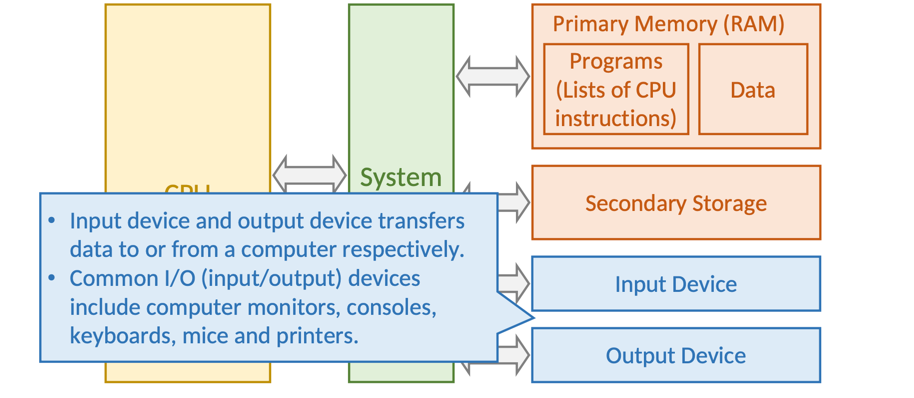 Primary Memory (RAM)
Programs
(Lists of CPU
instructions)
Data
CPU
System
Secondary Storage
• Input device and output device transfers
data to or from a computer respectively.
• Common I/O (input/output) devices
include computer monitors, consoles,
keyboards, mice and printers.
Input Device
Output Device